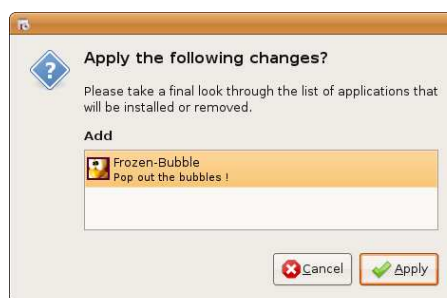 Apply the following changes?
Please take a final look through the list of applications that
will be installed or removed.
Add
Frozen-Bubble
Pop out the bubbles !
Cancel
Apply